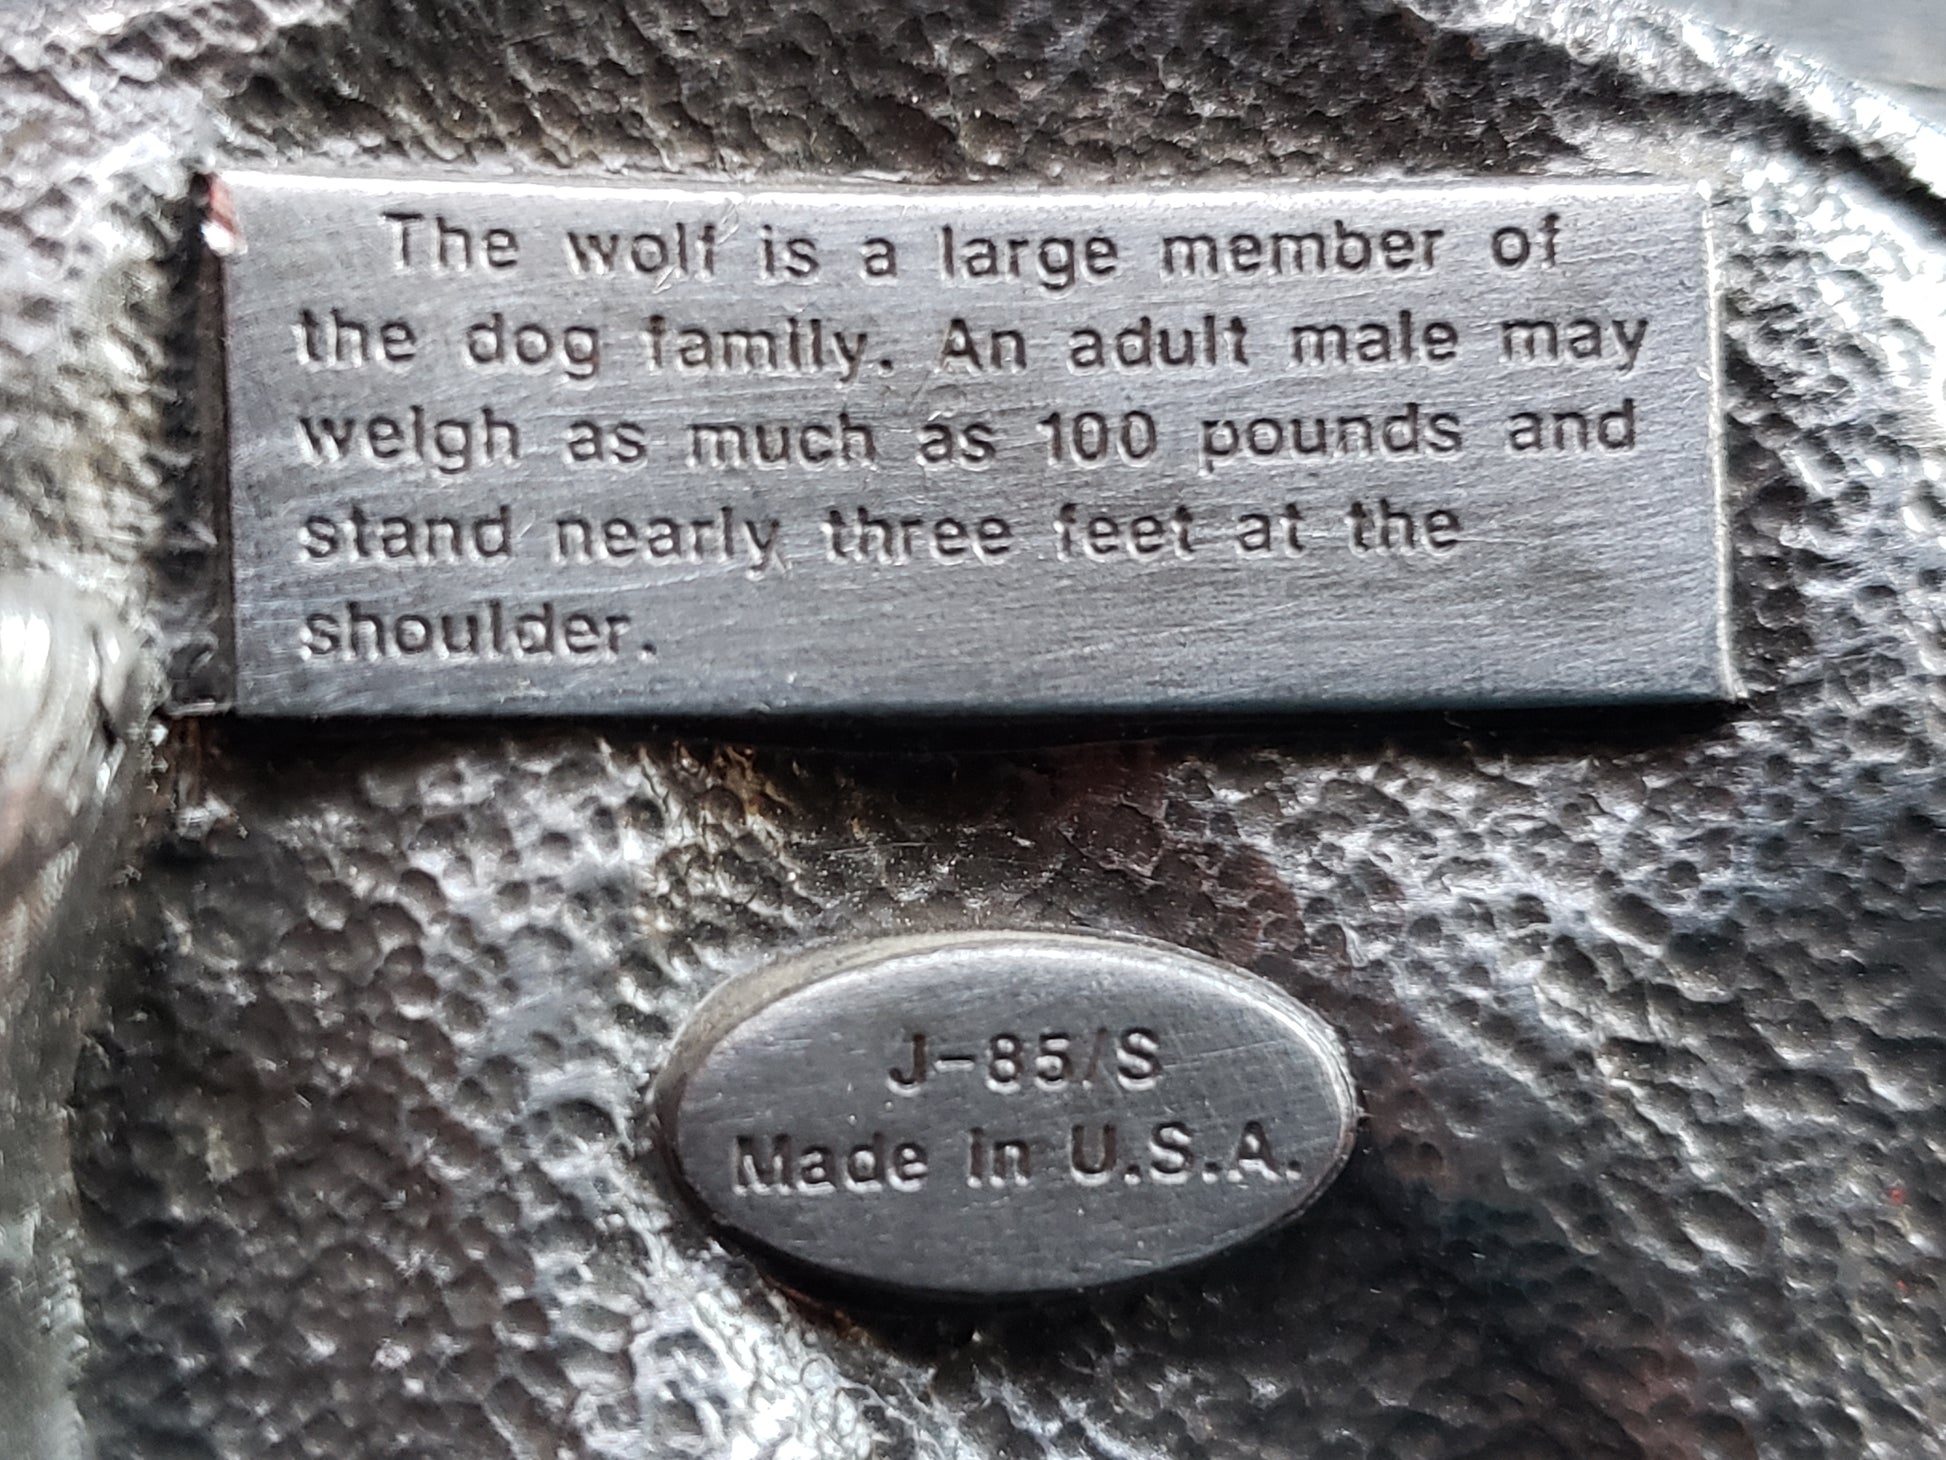 The wolf is a large member of
the dog family. An adult male may
weigh as much as 100 pounds and
stand nearly three feet at the
shoulder.
J-85/S
Made in U.S.A.